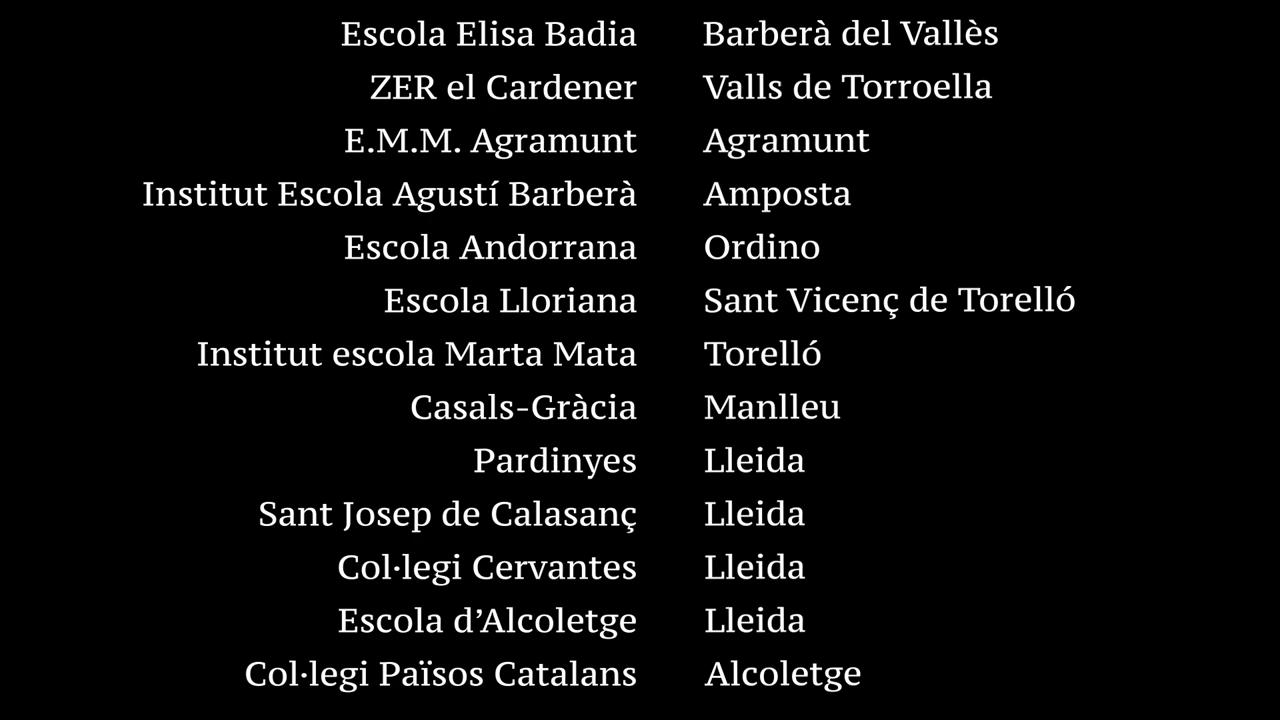 Escola Elisa Badia Barberà del Vallès
ZER el Cardener Valls de Torroella
E.M.M. Agramunt Agramunt
Institut Escola Agustí Barberà Amposta
Escola Andorrana Ordino
Escola Lloriana Sant Vicenç de Torelló
Institut escola Marta Mata Torelló
Casals-Gràcia Manlleu
Pardinyes Lleida
Sant Josep de Calasanç Lleida
Col·legi Cervantes Lleida
Escola d’Alcoletge Lleida
Col·legi Països Catalans Alcoletge